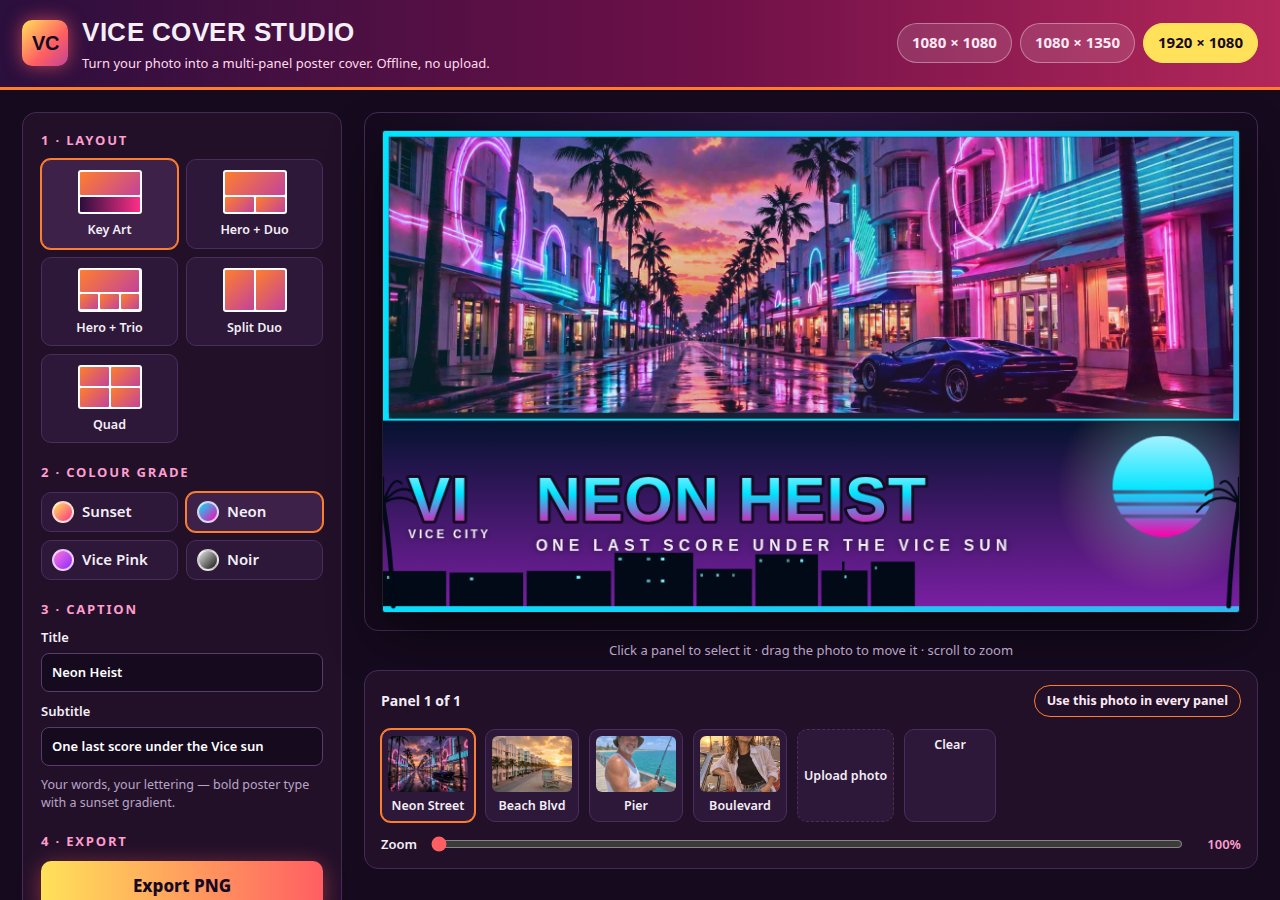 VC
VICE COVER STUDIO
Turn your photo into a multi-panel poster cover. Offline, no upload.
1080 × 1080
1080 × 1350
1920 × 1080
1 · LAYOUT
Key Art
Hero + Duo
Hero + Trio
Split Duo
Quad
2 · COLOUR GRADE
Sunset
Neon
Vice Pink
Noir
3 · CAPTION
Title
Neon Heist
Subtitle
One last score under the Vice sun
Your words, your lettering — bold poster type
with a sunset gradient.
4 · EXPORT
Export PNG
VI
VICE CITY
NEON HEIST
ONE LAST SCORE UNDER THE VICE SUN
Click a panel to select it · drag the photo to move it · scroll to zoom
Panel 1 of 1
Use this photo in every panel
Neon Street
Beach Blvd
Pier
Boulevard
Upload photo
Clear
Zoom
100%